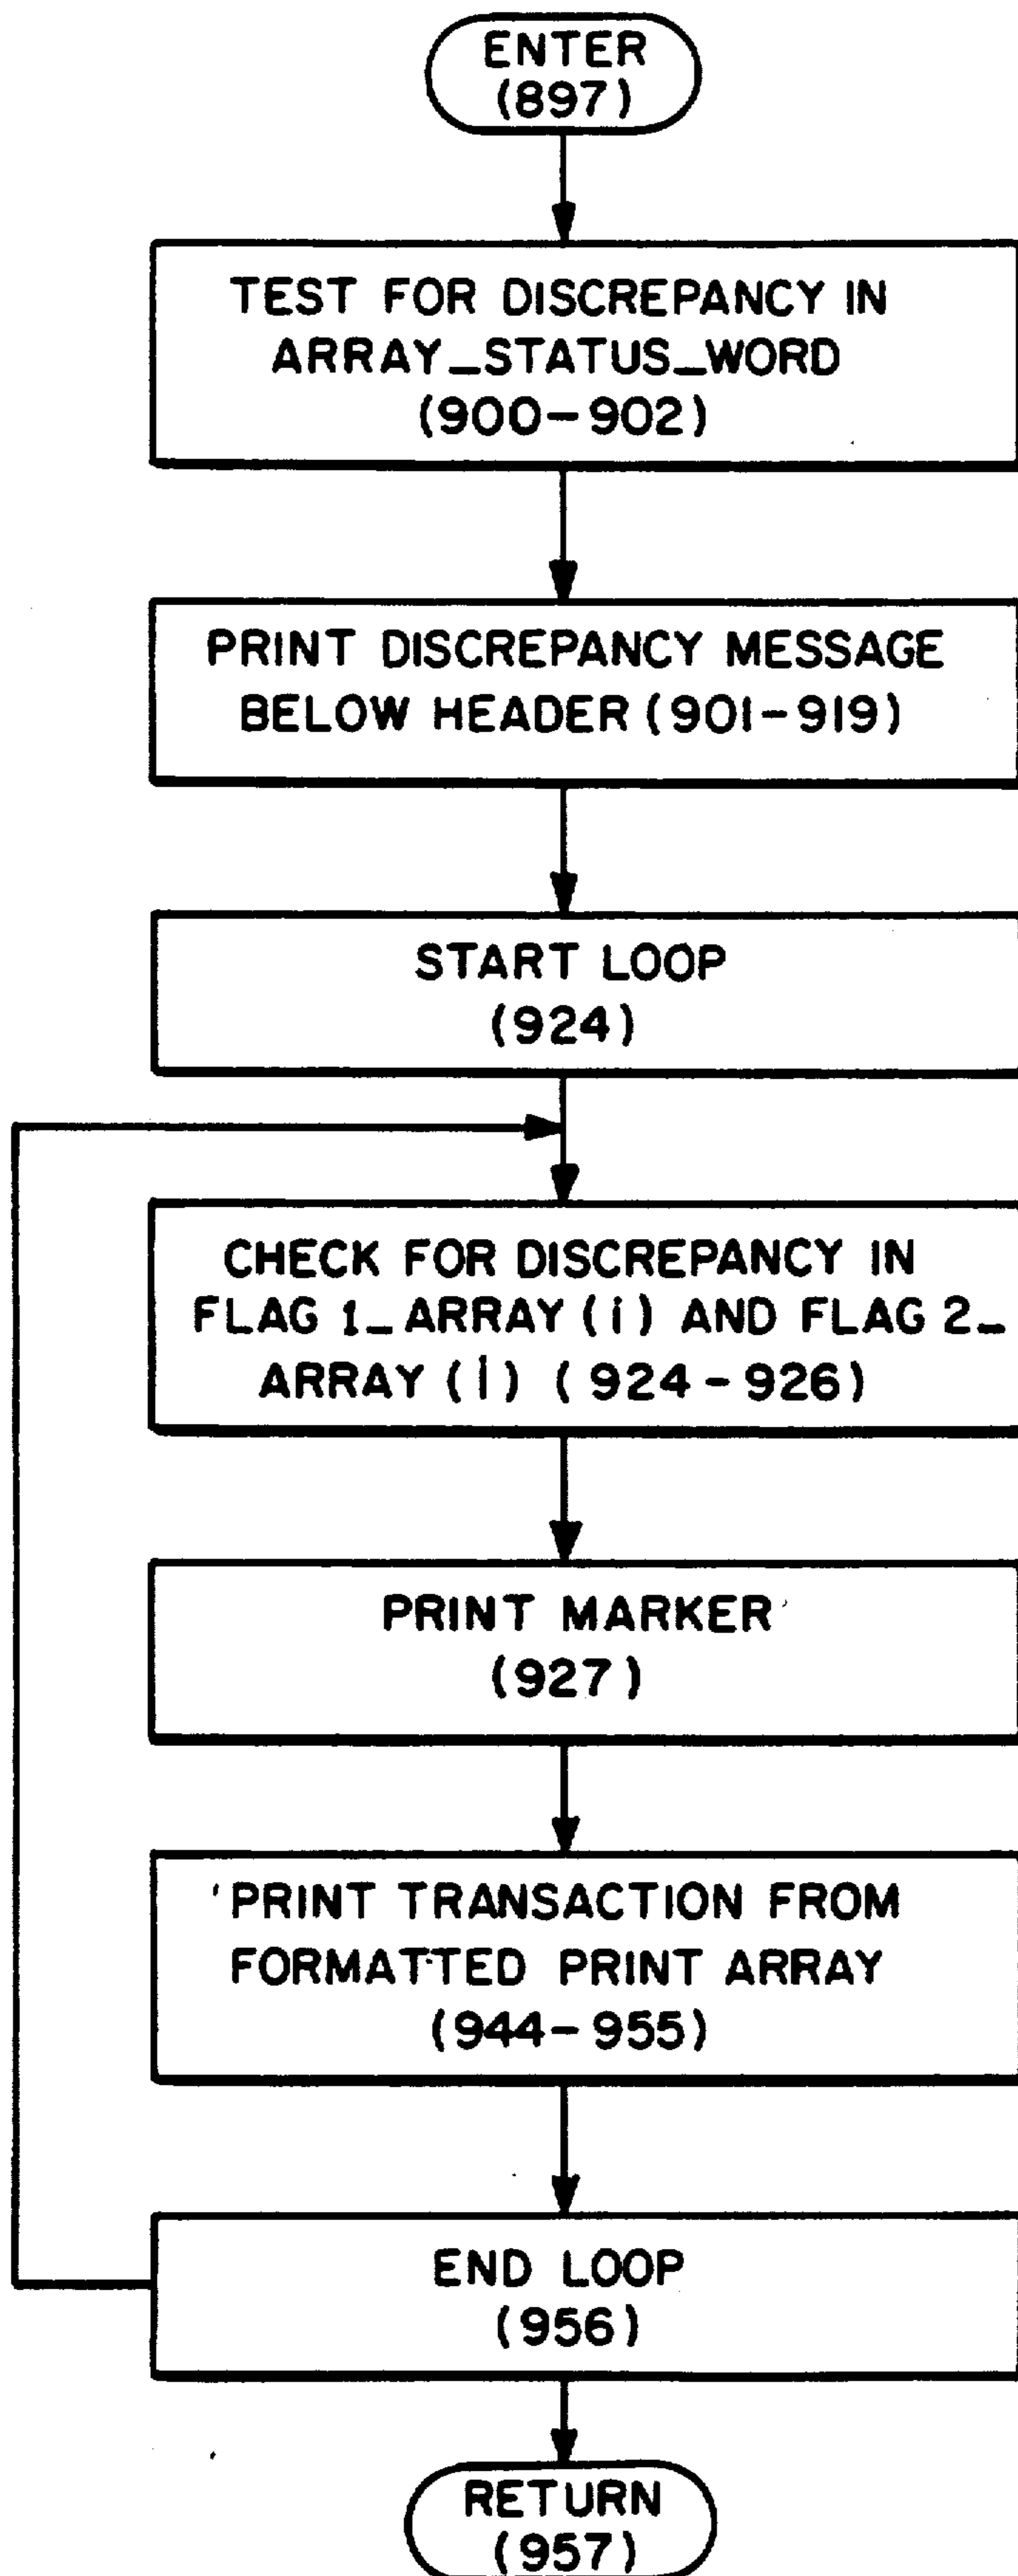 ENTER
(897)
TEST FOR DISCREPANCY IN
ARRAY_STATUS_WORD
(900-902)
PRINT DISCREPANCY MESSAGE
BELOW HEADER (901-919)
START LOOP
(924)
CHECK FOR DISCREPANCY IN
FLAG 1_ ARRAY (i) AND FLAG 2_
ARRAY (i) (924-926)
PRINT MARKER
(927)
PRINT TRANSACTION FROM
FORMATTED PRINT ARRAY
(944-955)
END LOOP
(956)
RETURN
(957)